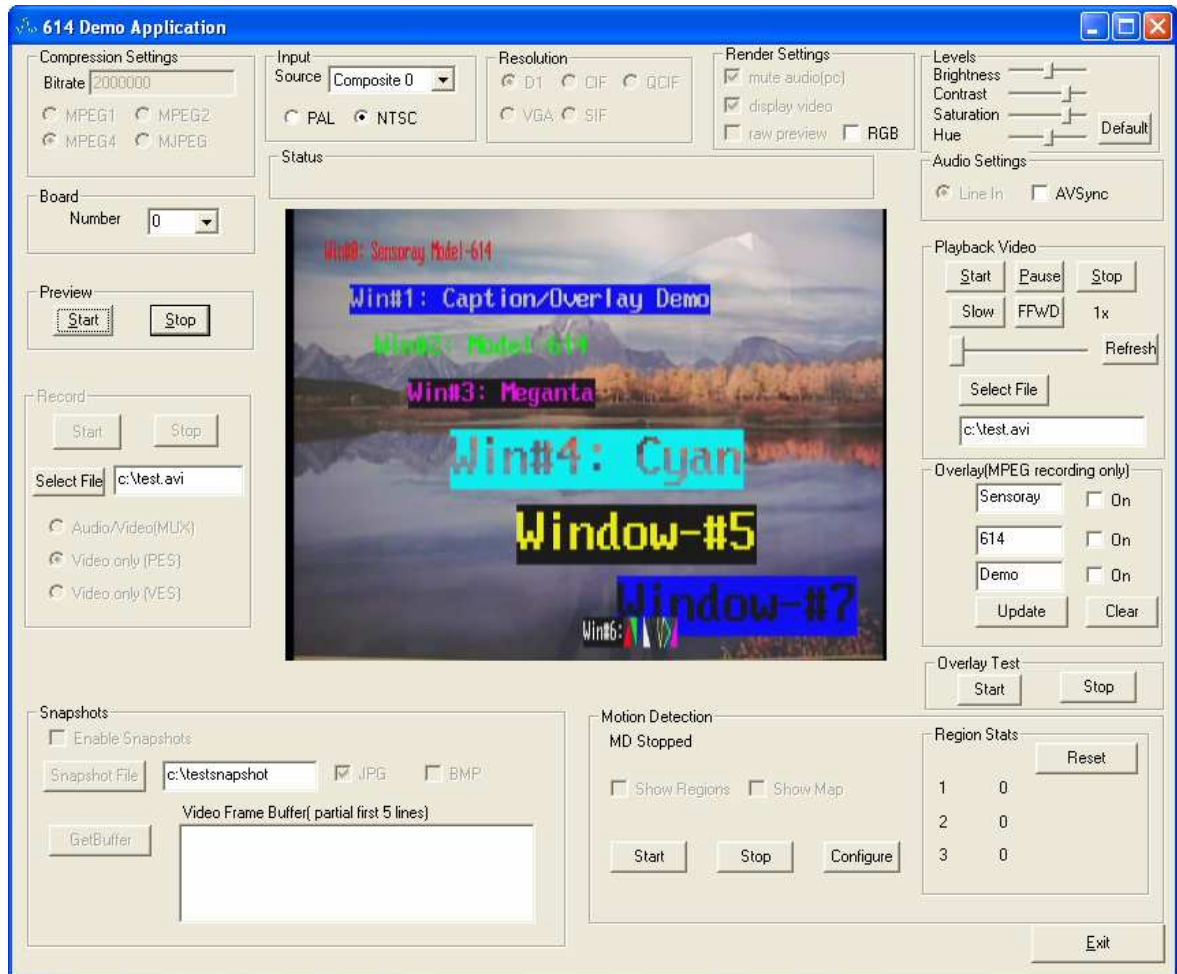 614 Demo Application
Compression Settings
Bitrate 2000000
MPEG1 MPEG2
MPEG4 MJPEG
Input
Source Composite 0
PAL NTSC
Resolution
D1 CIF QCIF
VGA SIF
Render Settings
mute audio(pc)
display video
raw preview RGB
Levels
Brightness
Contrast
Saturation
Hue
Default
Status
Audio Settings
Line In AVSync
Board
Number 0
Preview
Start Stop
Record
Start Stop
Select File c:\test.avi
Audio/Video(MUX)
Video only (PES)
Video only (VES)
Win#0: Sensoray Model-614
Win#1: Caption/Overlay Demo
Win#2: Model-614
Win#3: Meganta
Win#4: Cyan
Window-#5
Window-#7
Win#6:
Playback Video
Start Pause Stop
Slow FFWD 1x
Refresh
Select File
c:\test.avi
Overlay(MPEG recording only)
Sensoray On
614 On
Demo On
Update Clear
Overlay Test
Start Stop
Snapshots
Enable Snapshots
Snapshot File c:\testsnapshot JPG BMP
Video Frame Buffer( partial first 5 lines)
GetBuffer
Motion Detection
MD Stopped
Show Regions Show Map
Start Stop Configure
Region Stats
Reset
1 0
2 0
3 0
Exit